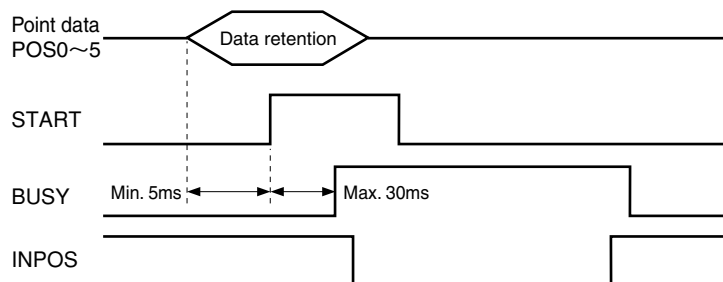 Point data
POS0～5
Data retention
START
Min. 5ms
Max. 30ms
BUSY
INPOS